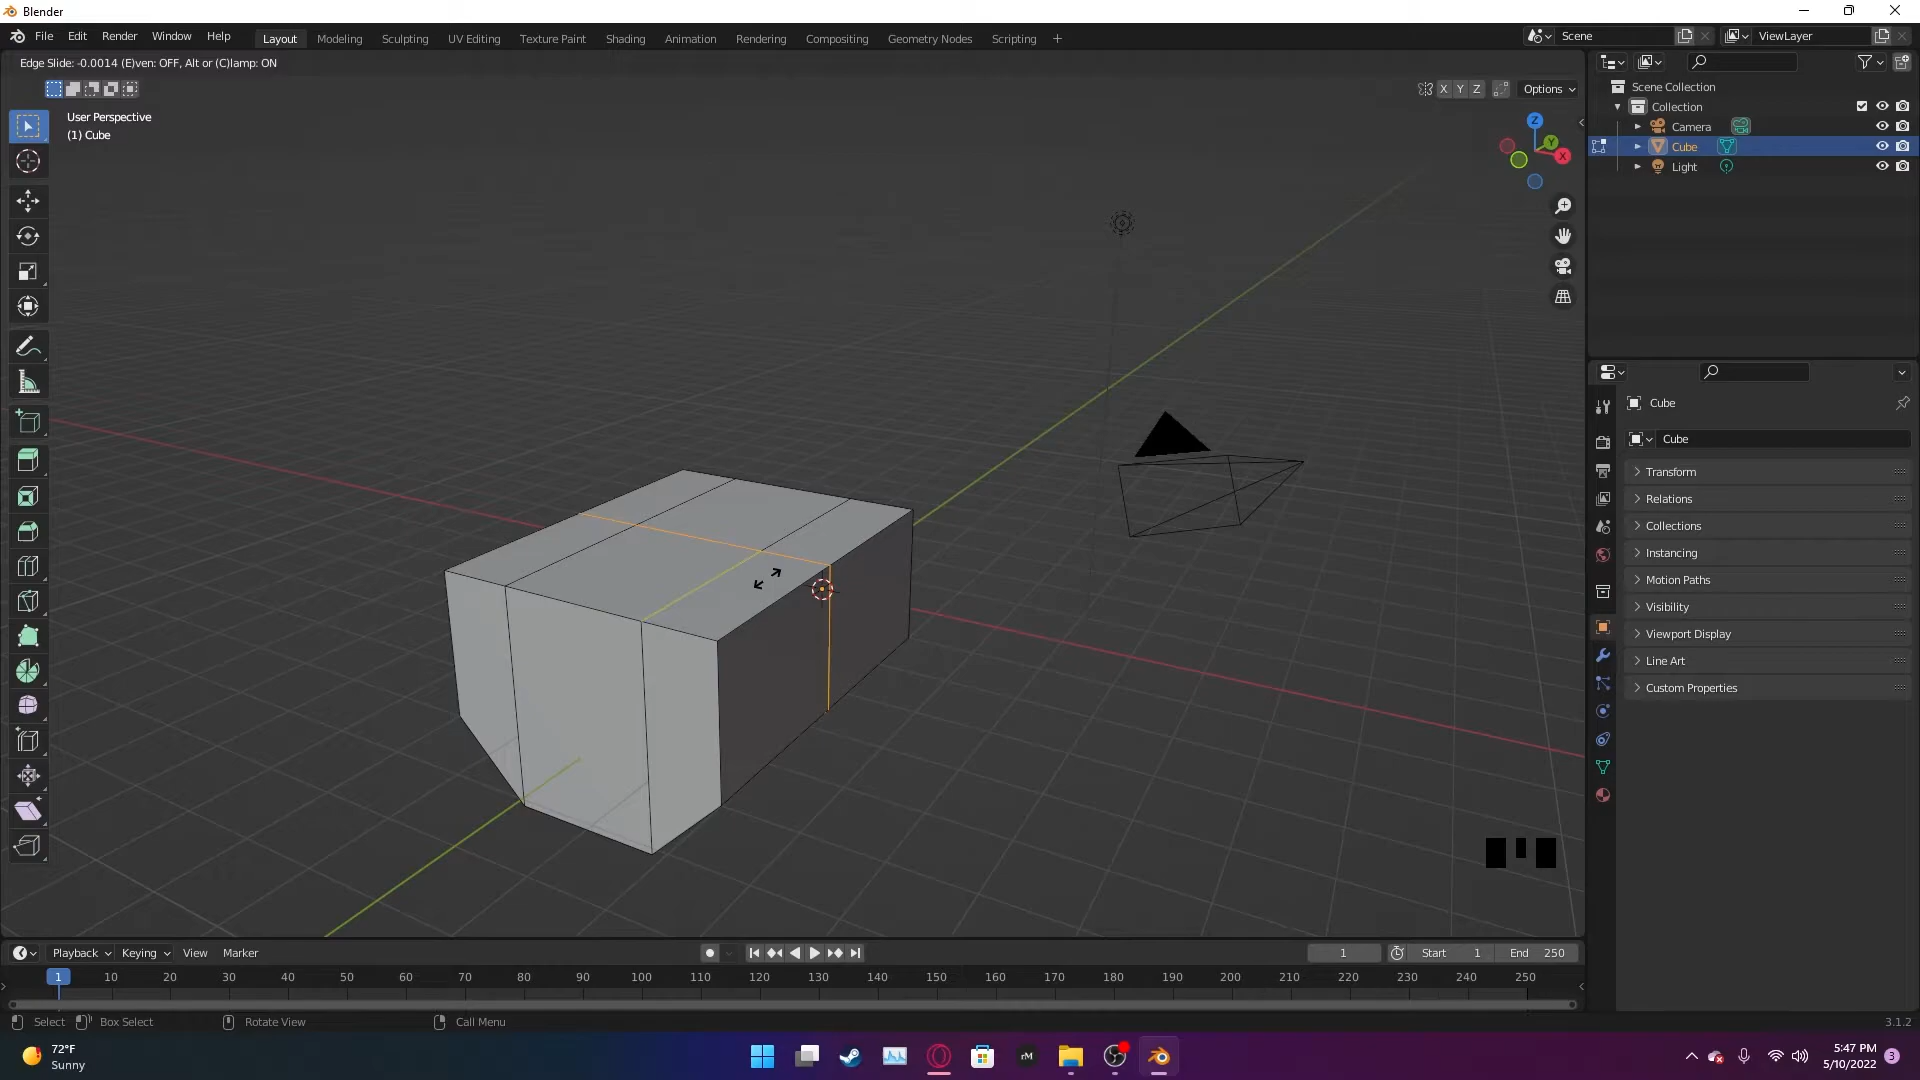 Blender
File Edit Render Window Help
Layout Modeling Sculpting UV Editing Texture Paint Shading Animation Rendering Compositing Geometry Nodes Scripting +
Scene
ViewLayer
Edge Slide: -0.0014 (E)ven: OFF, Alt or (C)lamp: ON
X Y Z
Options
User Perspective
(1) Cube
Z
Y
X
Scene Collection
Collection
Camera
Cube
Light
Cube
Cube
Transform
Relations
Collections
Instancing
Motion Paths
Visibility
Viewport Display
Line Art
Custom Properties
Playback Keying View Marker
1
Start 1
End 250
1 10 20 30 40 50 60 70 80 90 100 110 120 130 140 150 160 170 180 190 200 210 220 230 240 250
Select Box Select Rotate View Call Menu
3.1.2
72°F
Sunny
rM
5:47 PM
5/10/2022
3